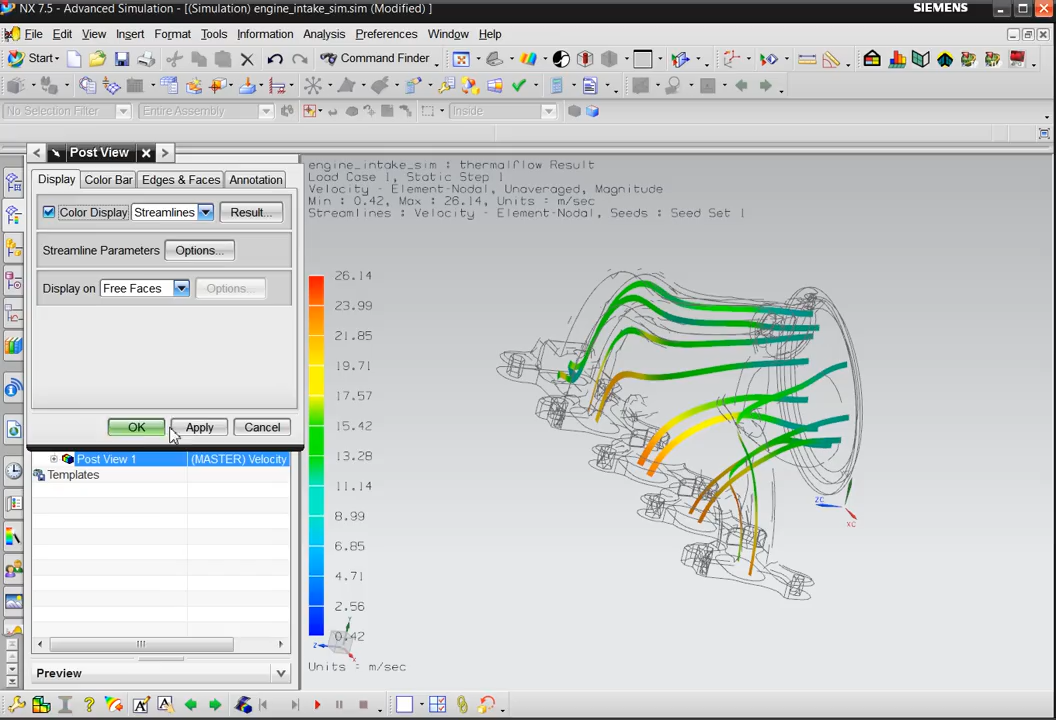 NX 7.5 - Advanced Simulation - [(Simulation) engine_intake_sim.sim (Modified) ]
SIEMENS
File Edit View Insert Format Tools Information Analysis Preferences Window Help
Start Command Finder
No Selection Filter Entire Assembly Inside
Post View
Display Color Bar Edges & Faces Annotation
Color Display Streamlines Result...
Streamline Parameters Options...
Display on Free Faces Options...
OK Apply Cancel
Post View 1 (MASTER) Velocity
Templates
Preview
engine_intake_sim : thermalflow Result
Load Case 1, Static Step 1
Velocity - Element-Nodal, Unaveraged, Magnitude
Min : 0.42, Max : 26.14, Units : m/sec
Streamlines : Velocity - Element-Nodal, Seeds : Seed Set 1
26.14
23.99
21.85
19.71
17.57
15.42
13.28
11.14
8.99
6.85
4.71
2.56
0.42
Units : m/sec
ZC
XC
Y
Z
X